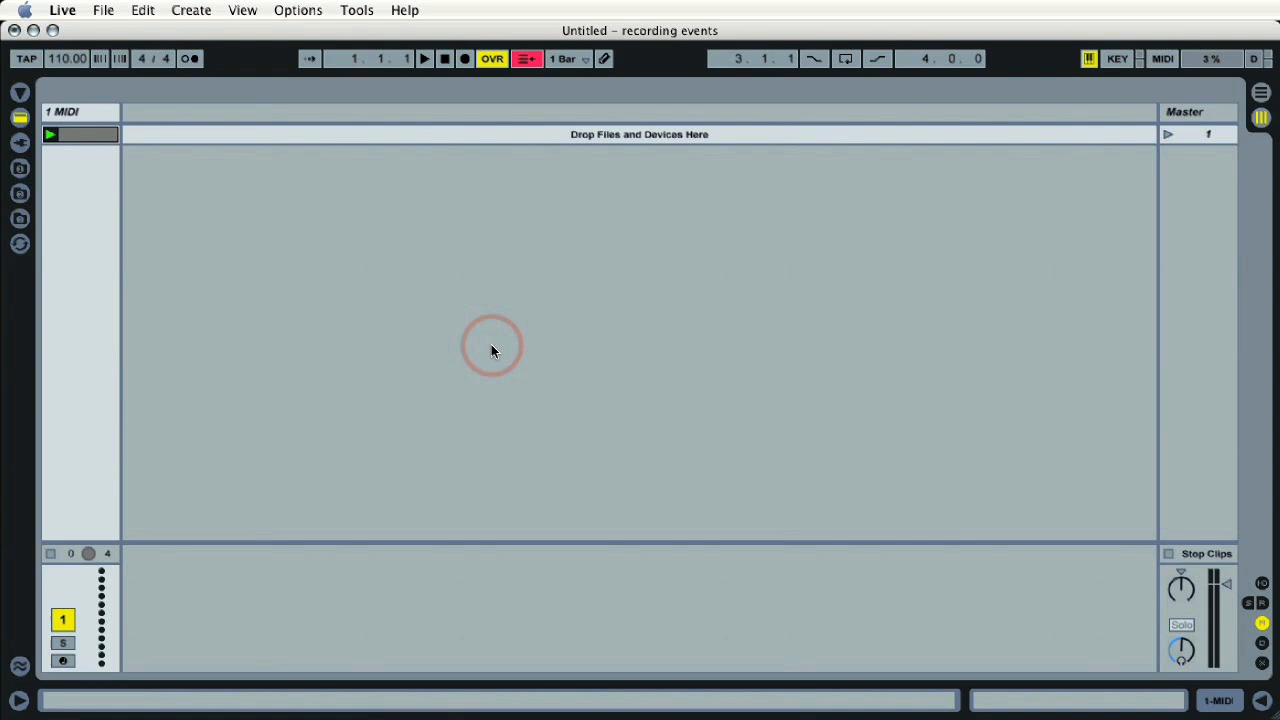 Live File Edit Create View Options Tools Help
Untitled – recording events
TAP 110.00 4 / 4 1. 1. 1 OVR 1 Bar 3. 1. 1 4. 0. 0 KEY MIDI 3 % D
1 MIDI Master
Drop Files and Devices Here 1
0 4 Stop Clips
1 Solo
S
S R
1-MIDI